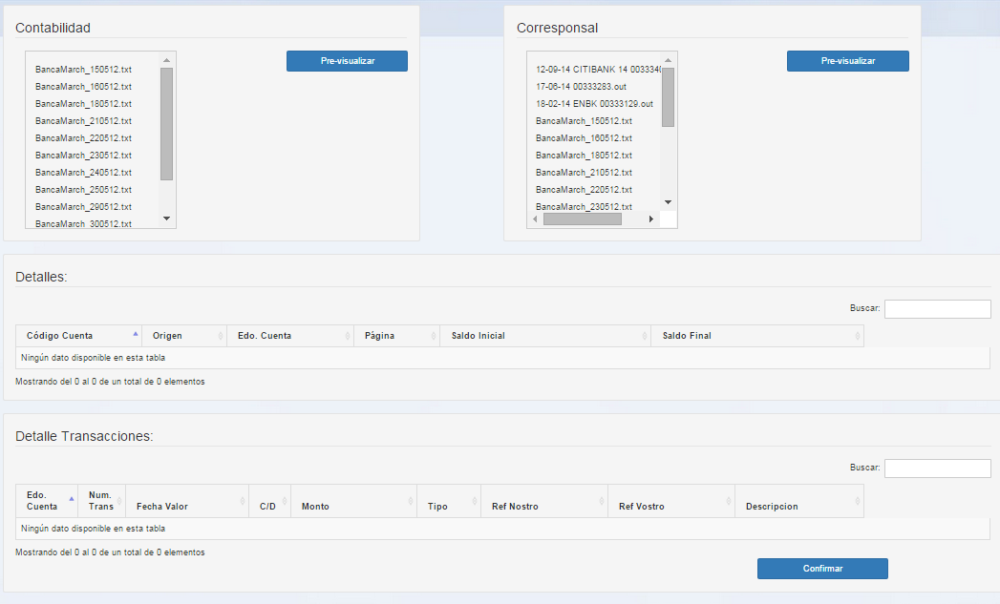 Contabilidad
Pre-visualizar
BancaMarch_150512.txt
BancaMarch_160512.txt
BancaMarch_180512.txt
BancaMarch_210512.txt
BancaMarch_220512.txt
BancaMarch_230512.txt
BancaMarch_240512.txt
BancaMarch_250512.txt
BancaMarch_290512.txt
BancaMarch_300512.txt
Corresponsal
Pre-visualizar
12-09-14 CITIBANK 14 003334
17-06-14 00333283.out
18-02-14 ENBK 00333129.out
BancaMarch_150512.txt
BancaMarch_160512.txt
BancaMarch_180512.txt
BancaMarch_210512.txt
BancaMarch_220512.txt
BancaMarch_230512.txt
Detalles:
Buscar:
Código Cuenta Origen Edo. Cuenta Página Saldo Inicial Saldo Final
Ningún dato disponible en esta tabla
Mostrando del 0 al 0 de un total de 0 elementos
Detalle Transacciones:
Buscar:
Edo. Cuenta Num. Trans Fecha Valor C/D Monto Tipo Ref Nostro Ref Vostro Descripcion
Ningún dato disponible en esta tabla
Mostrando del 0 al 0 de un total de 0 elementos
Confirmar